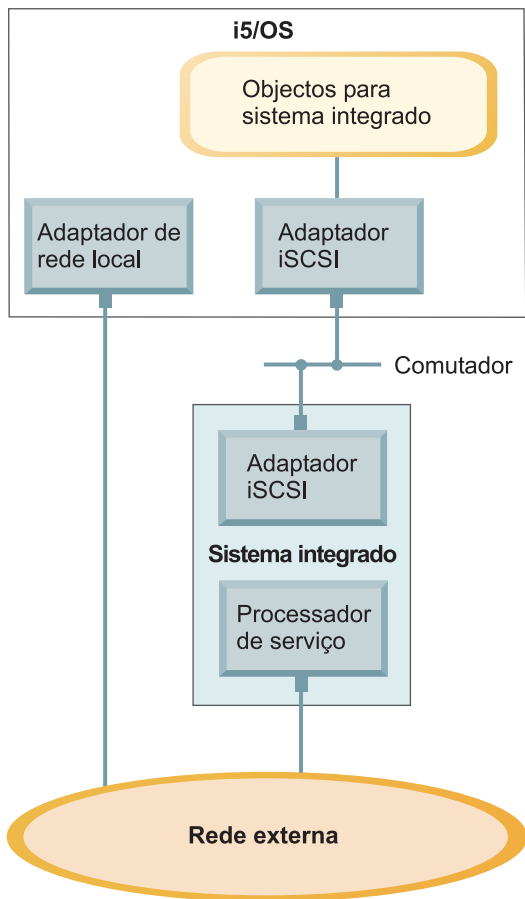 i5/OS
Objectos para
sistema integrado
Adaptador de
rede local
Adaptador
iSCSI
Comutador
Adaptador
iSCSI
Sistema integrado
Processador
de serviço
Rede externa